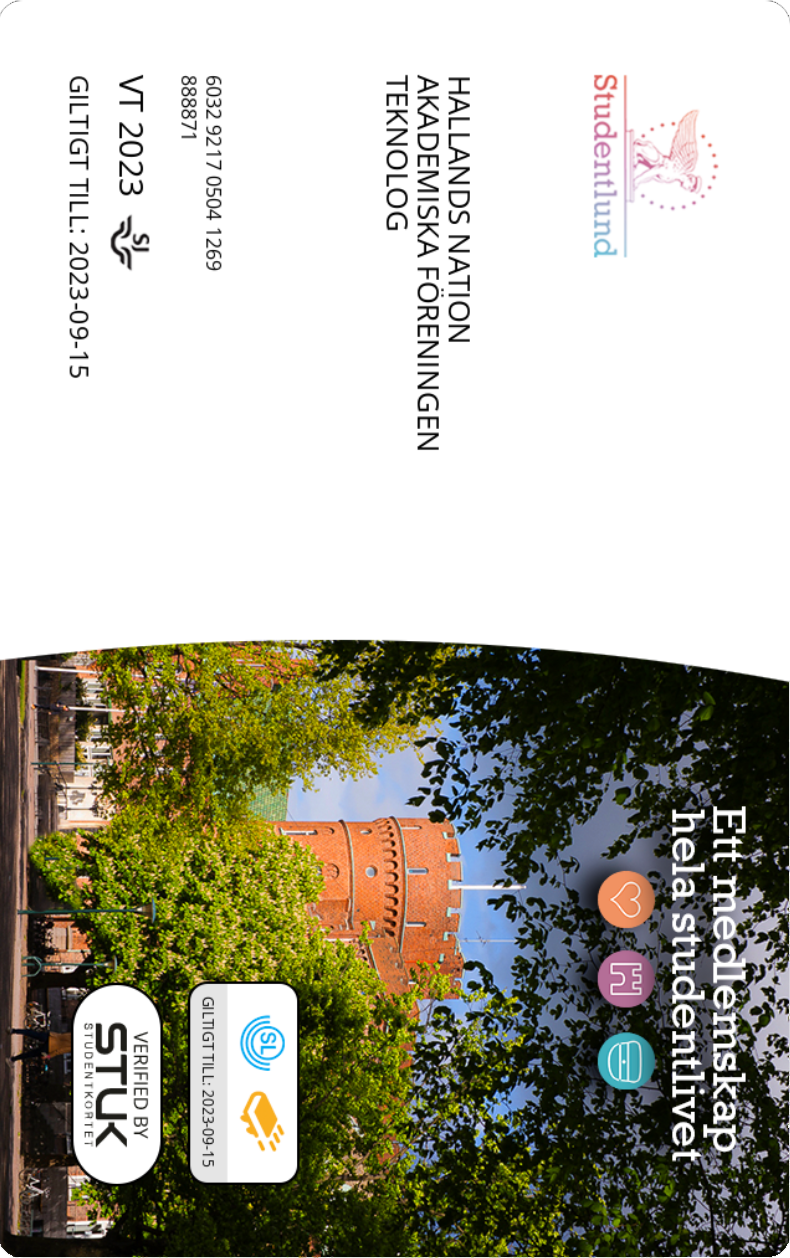 Studentlund
HALLANDS NATION
AKADEMISKA FÖRENINGEN
TEKNOLOG
6032 9217 0504 1269
888871
VT 2023 SJ
GILTIGT TILL: 2023-09-15
Ett medlemskap
hela studentlivet
SL
GILTIGT TILL: 2023-09-15
VERIFIED BY
STUK
STUDENTKORTET